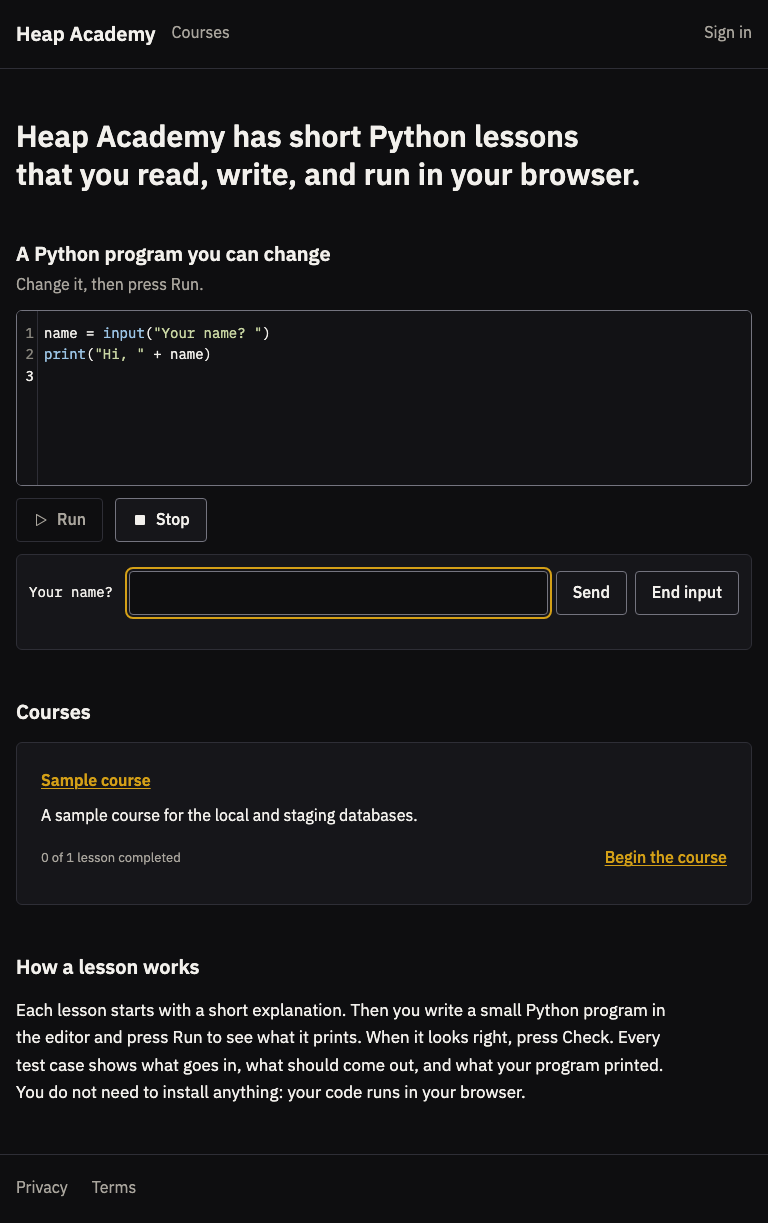 Heap Academy Courses Sign in
Heap Academy has short Python lessons
that you read, write, and run in your browser.
A Python program you can change
Change it, then press Run.
1 name = input("Your name? ")
2 print("Hi, " + name)
3
Run Stop
Your name? Send End input
Courses
Sample course
A sample course for the local and staging databases.
0 of 1 lesson completed Begin the course
How a lesson works
Each lesson starts with a short explanation. Then you write a small Python program in
the editor and press Run to see what it prints. When it looks right, press Check. Every
test case shows what goes in, what should come out, and what your program printed.
You do not need to install anything: your code runs in your browser.
Privacy Terms